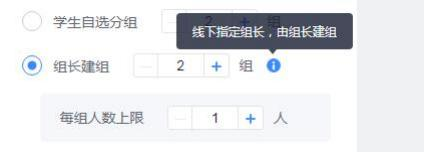 学生自选分组 2 组
线下指定组长，由组长建组
组长建组 − 2 + 组
每组人数上限 − 1 + 人